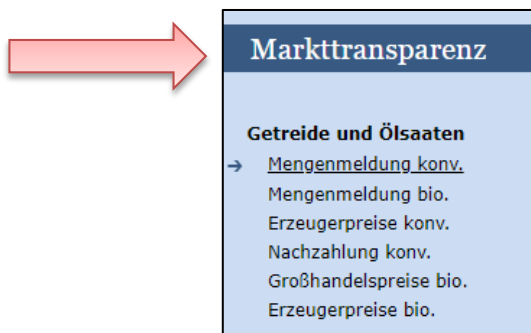 Markttransparenz
Getreide und Ölsaaten
Mengenmeldung konv.
Mengenmeldung bio.
Erzeugerpreise konv.
Nachzahlung konv.
Großhandelspreise bio.
Erzeugerpreise bio.